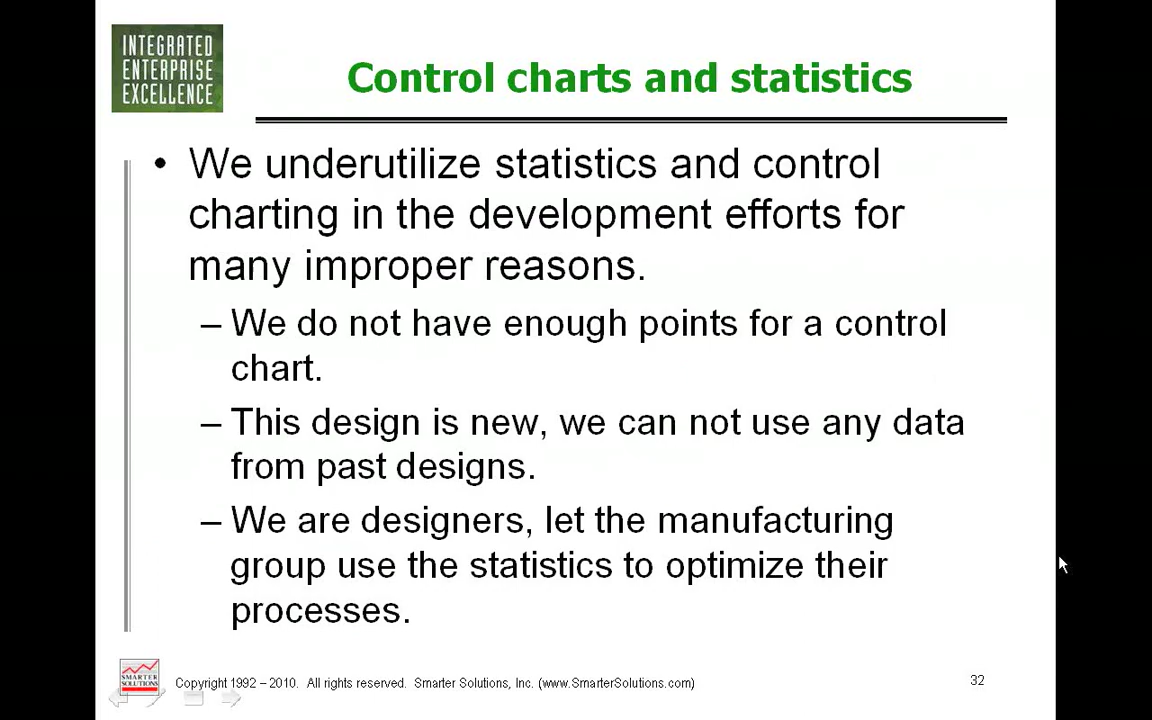 INTEGRATED
ENTERPRISE
EXCELLENCE
Control charts and statistics
• We underutilize statistics and control
charting in the development efforts for
many improper reasons.
– We do not have enough points for a control
chart.
– This design is new, we can not use any data
from past designs.
– We are designers, let the manufacturing
group use the statistics to optimize their
processes.
SMARTER
SOLUTIONS
Copyright 1992 – 2010. All rights reserved. Smarter Solutions, Inc. (www.SmarterSolutions.com)
32